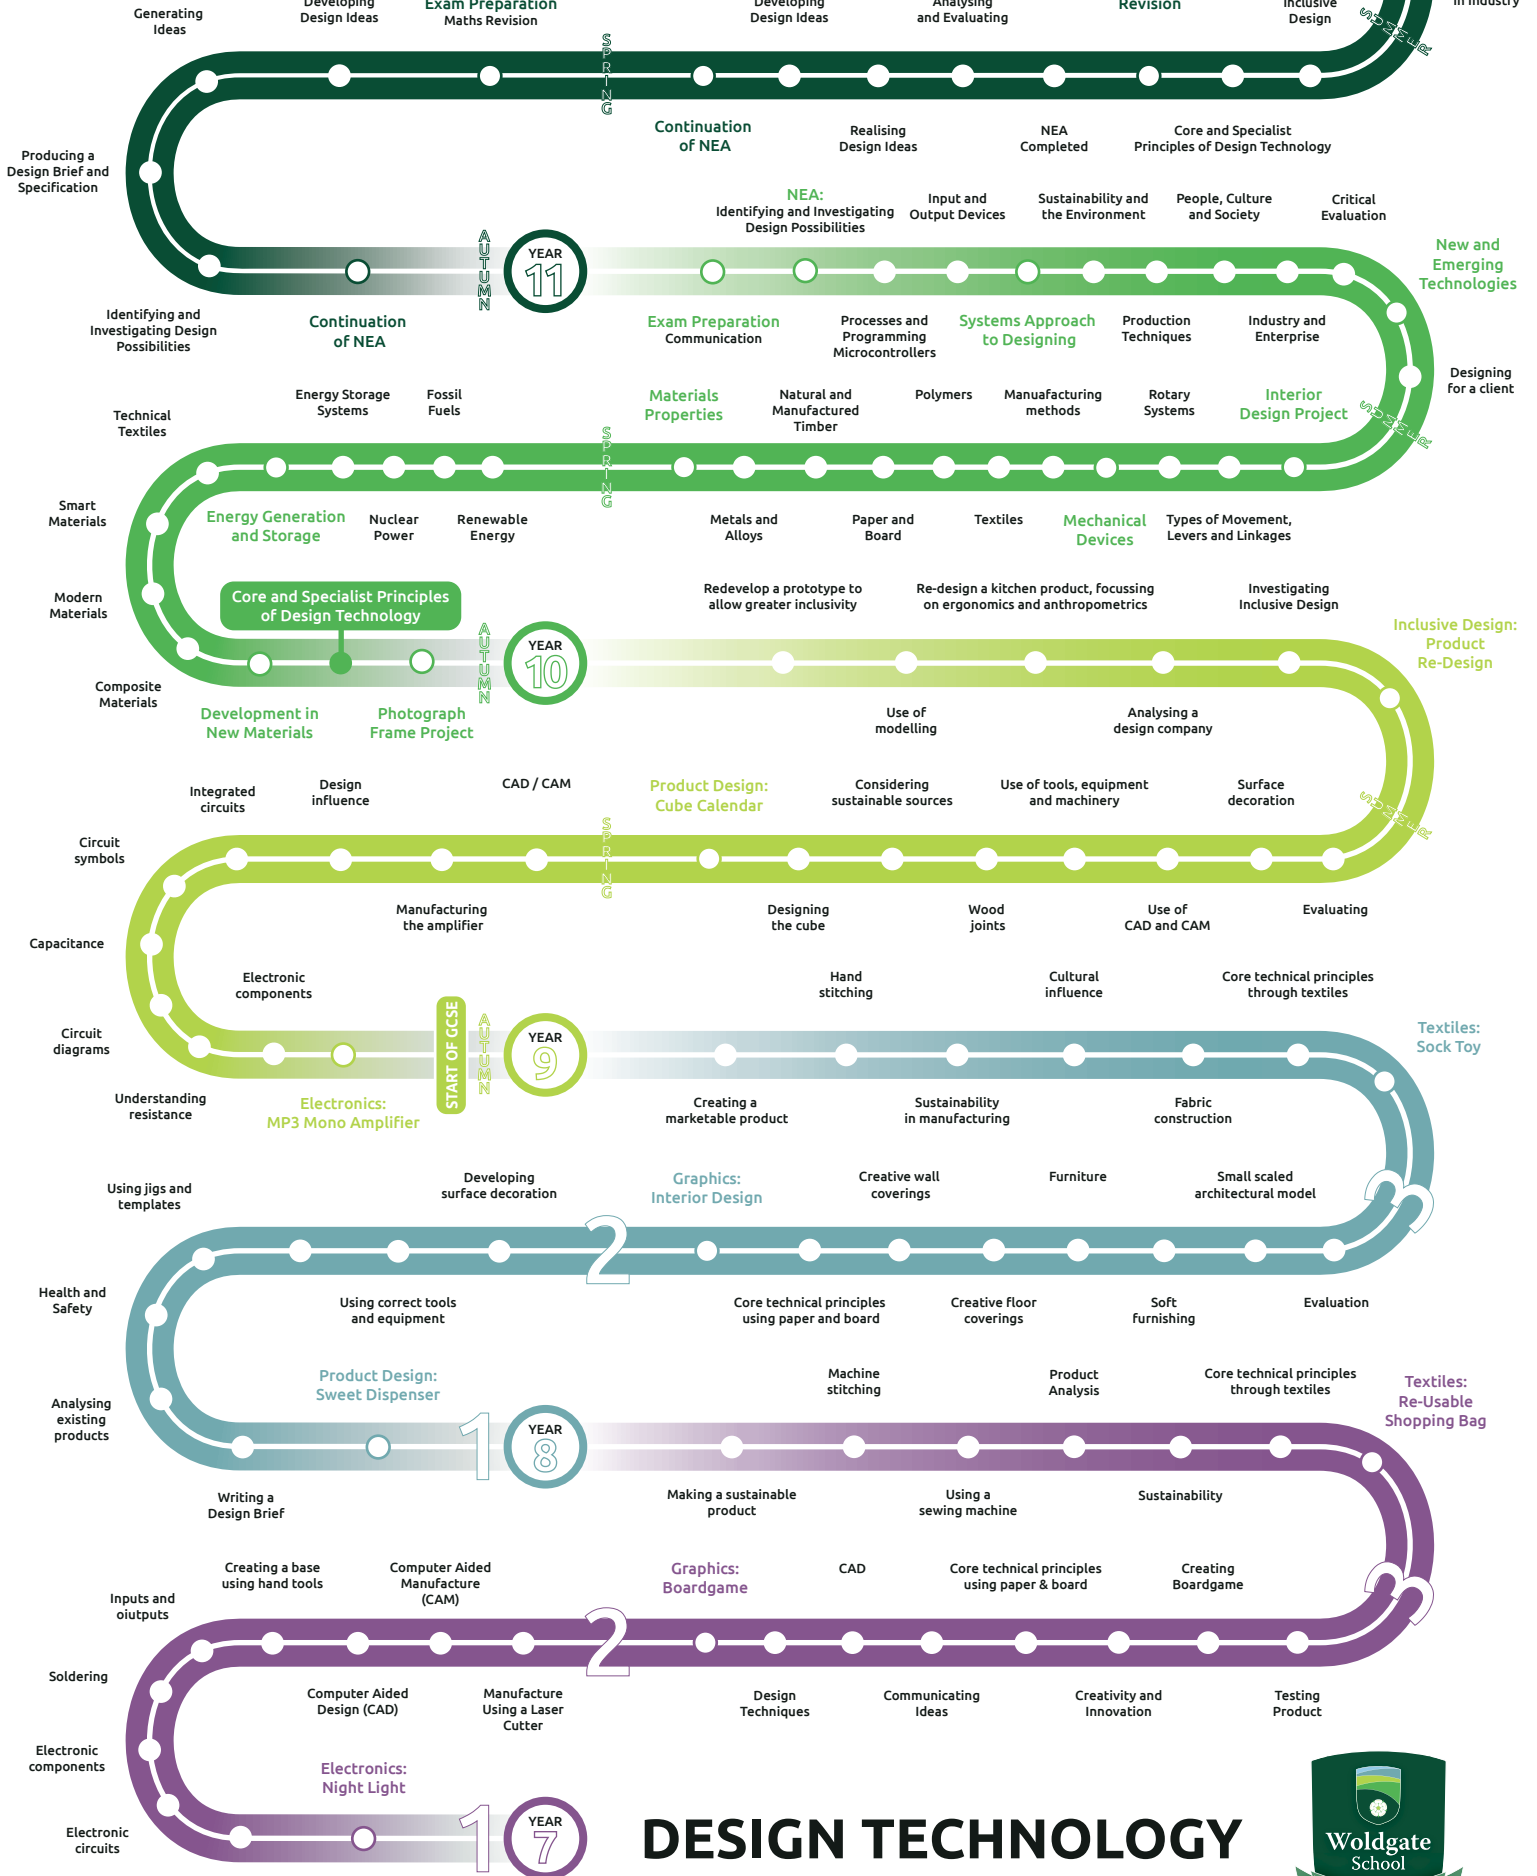 Generating
Ideas
Developing
Design Ideas
Exam Preparation
Maths Revision
Developing
Design Ideas
Analysing
and Evaluating
Revision
Inclusive
Design
in Industry
SUMMER
SPRING
Producing a
Design Brief and
Specification
Continuation
of NEA
Realising
Design Ideas
NEA
Completed
Core and Specialist
Principles of Design Technology
NEA:
Identifying and Investigating
Design Possibilities
Input and
Output Devices
Sustainability and
the Environment
People, Culture
and Society
Critical
Evaluation
New and
Emerging
Technologies
AUTUMN
YEAR
11
Identifying and
Investigating Design
Possibilities
Continuation
of NEA
Exam Preparation
Communication
Processes and
Programming
Microcontrollers
Systems Approach
to Designing
Production
Techniques
Industry and
Enterprise
Designing
for a client
Technical
Textiles
Energy Storage
Systems
Fossil
Fuels
Materials
Properties
Natural and
Manufactured
Timber
Polymers
Manuafacturing
methods
Rotary
Systems
Interior
Design Project
SUMMER
SPRING
Smart
Materials
Energy Generation
and Storage
Nuclear
Power
Renewable
Energy
Metals and
Alloys
Paper and
Board
Textiles
Mechanical
Devices
Types of Movement,
Levers and Linkages
Modern
Materials
Core and Specialist Principles
of Design Technology
Redevelop a prototype to
allow greater inclusivity
Re-design a kitchen product, focussing
on ergonomics and anthropometrics
Investigating
Inclusive Design
Inclusive Design:
Product
Re-Design
AUTUMN
YEAR
10
Composite
Materials
Development in
New Materials
Photograph
Frame Project
Use of
modelling
Analysing a
design company
Integrated
circuits
Design
influence
CAD / CAM
Product Design:
Cube Calendar
Considering
sustainable sources
Use of tools, equipment
and machinery
Surface
decoration
SUMMER
SPRING
Circuit
symbols
Manufacturing
the amplifier
Designing
the cube
Wood
joints
Use of
CAD and CAM
Evaluating
Capacitance
Electronic
components
Hand
stitching
Cultural
influence
Core technical principles
through textiles
Textiles:
Sock Toy
Circuit
diagrams
START OF GCSE
AUTUMN
YEAR
9
Understanding
resistance
Electronics:
MP3 Mono Amplifier
Creating a
marketable product
Sustainability
in manufacturing
Fabric
construction
Using jigs and
templates
Developing
surface decoration
Graphics:
Interior Design
Creative wall
coverings
Furniture
Small scaled
architectural model
3
2
Health and
Safety
Using correct tools
and equipment
Core technical principles
using paper and board
Creative floor
coverings
Soft
furnishing
Evaluation
Product Design:
Sweet Dispenser
Machine
stitching
Product
Analysis
Core technical principles
through textiles
Textiles:
Re-Usable
Shopping Bag
Analysing
existing
products
1
YEAR
8
Writing a
Design Brief
Making a sustainable
product
Using a
sewing machine
Sustainability
Creating a base
using hand tools
Computer Aided
Manufacture
(CAM)
Graphics:
Boardgame
CAD
Core technical principles
using paper & board
Creating
Boardgame
3
Inputs and
oiutputs
2
Soldering
Computer Aided
Design (CAD)
Manufacture
Using a Laser
Cutter
Design
Techniques
Communicating
Ideas
Creativity and
Innovation
Testing
Product
Electronic
components
Electronics:
Night Light
Electronic
circuits
1
YEAR
7
DESIGN TECHNOLOGY
Woldgate
School